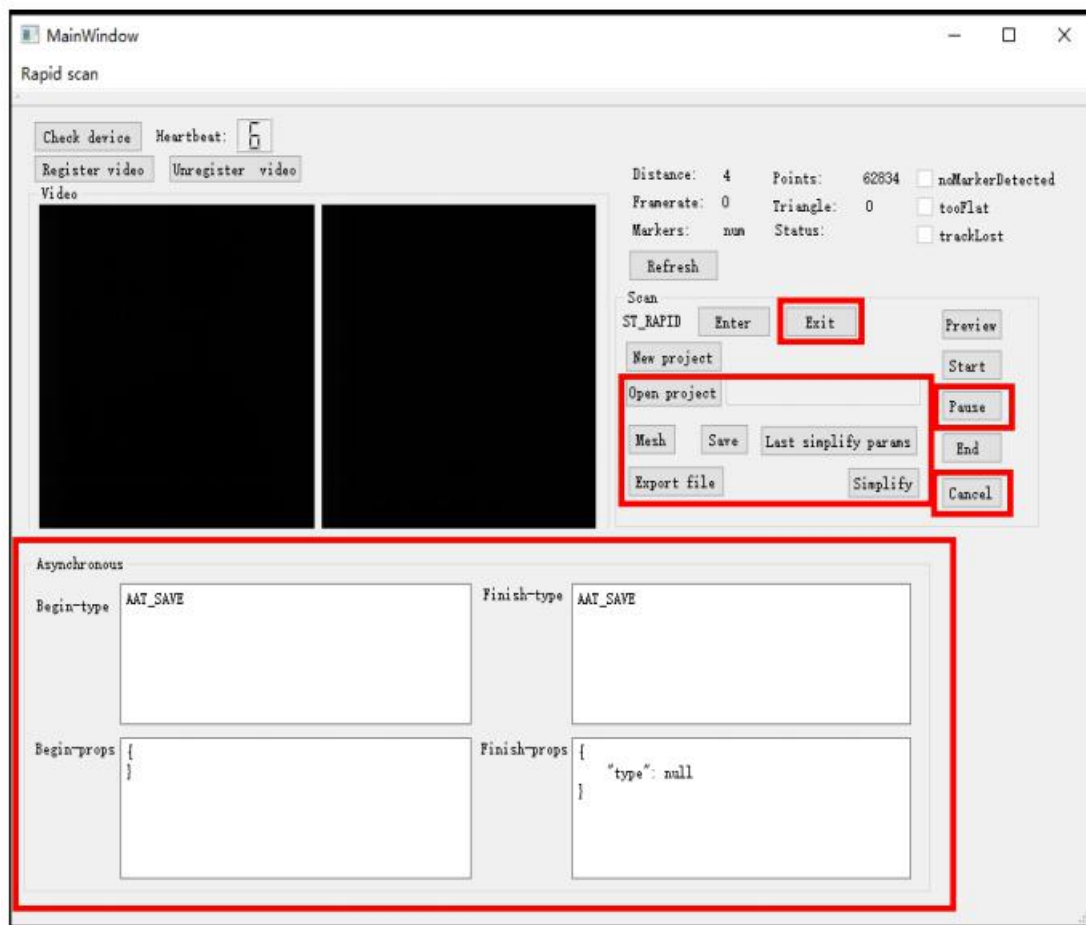 MainWindow
Rapid scan
Check device Heartbeat: 6
Register video Unregister video
Video
Distance: 4 Points: 62834 noMarkerDetected
Framerate: 0 Triangle: 0 tooFlat
Markers: num Status: trackLost
Refresh
Scan
ST_RAPID Enter Exit Preview
New project Start
Open project Pause
Mesh Save Last simplify params End
Export file Simplify Cancel
Asynchronous
Begin-type AAT_SAVE Finish-type AAT_SAVE
Begin-props { Finish-props {
} "type": null
}